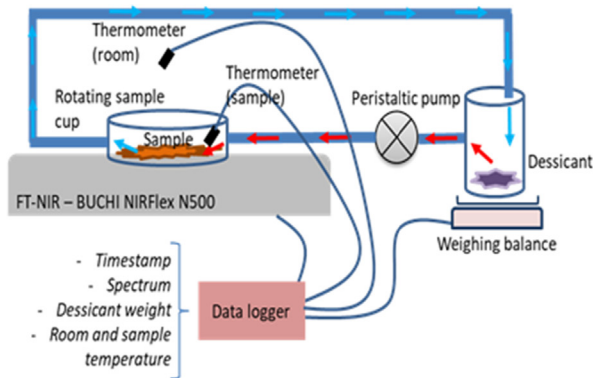 Thermometer
(room)
Thermometer
(sample)
Rotating sample
cup
Sample
Peristaltic pump
Dessicant
FT-NIR – BUCHI NIRFlex N500
Weighing balance
- Timestamp
- Spectrum
- Dessicant weight
- Room and sample
temperature
Data logger